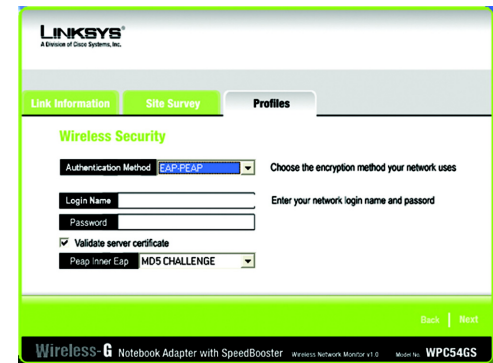 LINKSYS®
A Division of Cisco Systems, Inc.
Link Information Site Survey Profiles
Wireless Security
Authentication Method EAP-PEAP Choose the encryption method your network uses
Login Name Enter your network login name and passord
Password
Validate server certificate
Peap Inner Eap MD5 CHALLENGE
Back | Next
Wireless-G Notebook Adapter with SpeedBooster Wireless Network Monitor v1.0 Model No. WPC54GS